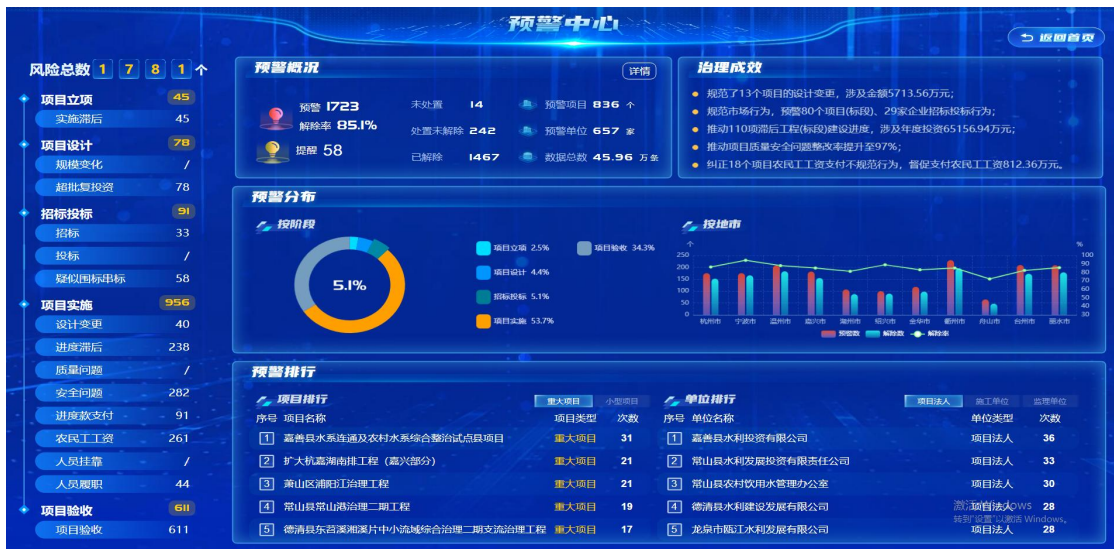 预警中心
返回首页
风险总数 1 7 8 1 个
项目立项 45
实施滞后 45
项目设计 78
规模变化 /
超批复投资 78
招标投标 91
招标 33
投标 /
疑似围标串标 58
项目实施 956
设计变更 40
进度滞后 238
质量问题 /
安全问题 282
进度款支付 91
农民工工资 261
人员挂靠 /
人员履职 44
项目验收 611
项目验收 611
预警概况 详情
预警 1723
解除率 85.1%
提醒 58
未处置 14
处置未解除 242
已解除 1467
预警项目 836 个
预警单位 657 家
数据总数 45.96 万条
治理成效
规范了13个项目的设计变更，涉及金额5713.56万元；
规范市场行为，预警80个项目(标段)、29家企业招标投标行为；
推动110项滞后工程(标段)建设进度，涉及年度投资65156.94万元；
推动项目质量安全问题整改率提升至97%；
纠正18个项目农民工工资支付不规范行为，督促支付农民工工资812.36万元。
预警分布
按阶段
5.1%
项目立项 2.5%
项目验收 34.3%
项目设计 4.4%
招标投标 5.1%
项目实施 53.7%
按地市
个 %
250 200 150 100 50 0
100 90 80 70 60 50 40 30
杭州市 宁波市 温州市 嘉兴市 湖州市 绍兴市 金华市 衢州市 舟山市 台州市 丽水市
预警数 解除数 解除率
预警排行
项目排行 重大项目 小型项目
序号 项目名称 项目类型 次数
1 嘉善县水系连通及农村水系综合整治试点县项目 重大项目 31
2 扩大杭嘉湖南排工程（嘉兴部分） 重大项目 21
3 萧山区浦阳江治理工程 重大项目 21
4 常山县常山港治理二期工程 重大项目 19
5 德清县东苕溪湘溪片中小流域综合治理二期支流治理工程 重大项目 17
单位排行 项目法人 施工单位 监理单位
序号 单位名称 单位类型 次数
1 嘉善县水利投资有限公司 项目法人 36
2 常山县水利发展投资有限责任公司 项目法人 33
3 常山县农村饮用水管理办公室 项目法人 30
4 德清县水利建设发展有限公司 项目法人 28
5 龙泉市瓯江水利发展有限公司 项目法人 28
激活 Windows
转到"设置"以激活 Windows。